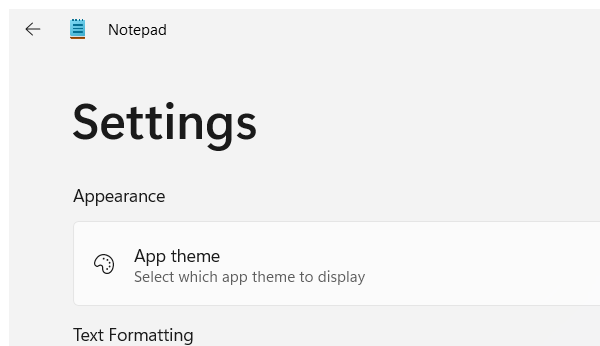 Notepad
Settings
Appearance
App theme
Select which app theme to display
Text Formatting